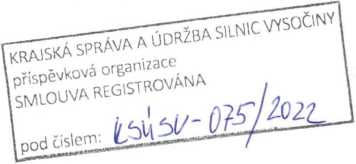 KRAJSKÁ SPRÁVA A ÚDRŽBA SILNIC VYSOČINY
příspěvková organizace
SMLOUVA REGISTROVÁNA
pod číslem: KSÚSV-075/2022